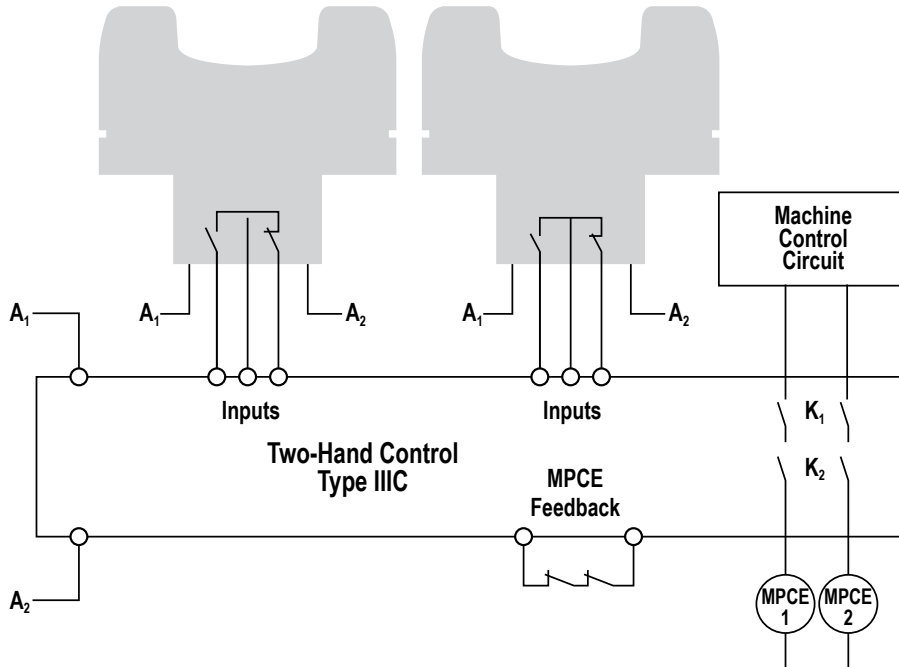 Machine
Control
Circuit
A₁
A₁
A₂
A₁
A₂
Inputs
Inputs
K₁
Two-Hand Control
Type IIIC
MPCE
Feedback
K₂
A₂
MPCE
1
MPCE
2